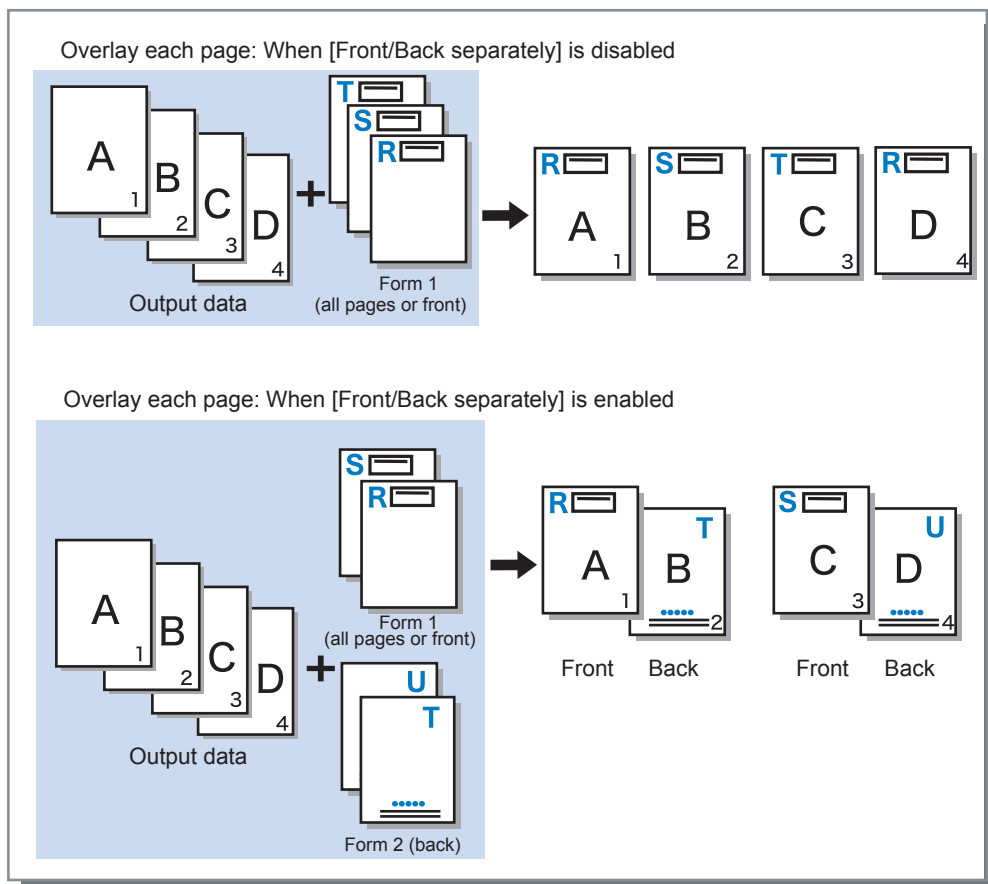 Overlay each page: When [Front/Back separately] is disabled
A
1
B
2
C
3
D
4
Output data
+
T
S
R
Form 1
(all pages or front)
R
A
1
S
B
2
T
C
3
R
D
4
Overlay each page: When [Front/Back separately] is enabled
A
1
B
2
C
3
D
4
Output data
+
S
R
Form 1
(all pages or front)
U
T
Form 2 (back)
R
A
1
T
B
2
Front Back
S
C
3
U
D
4
Front Back